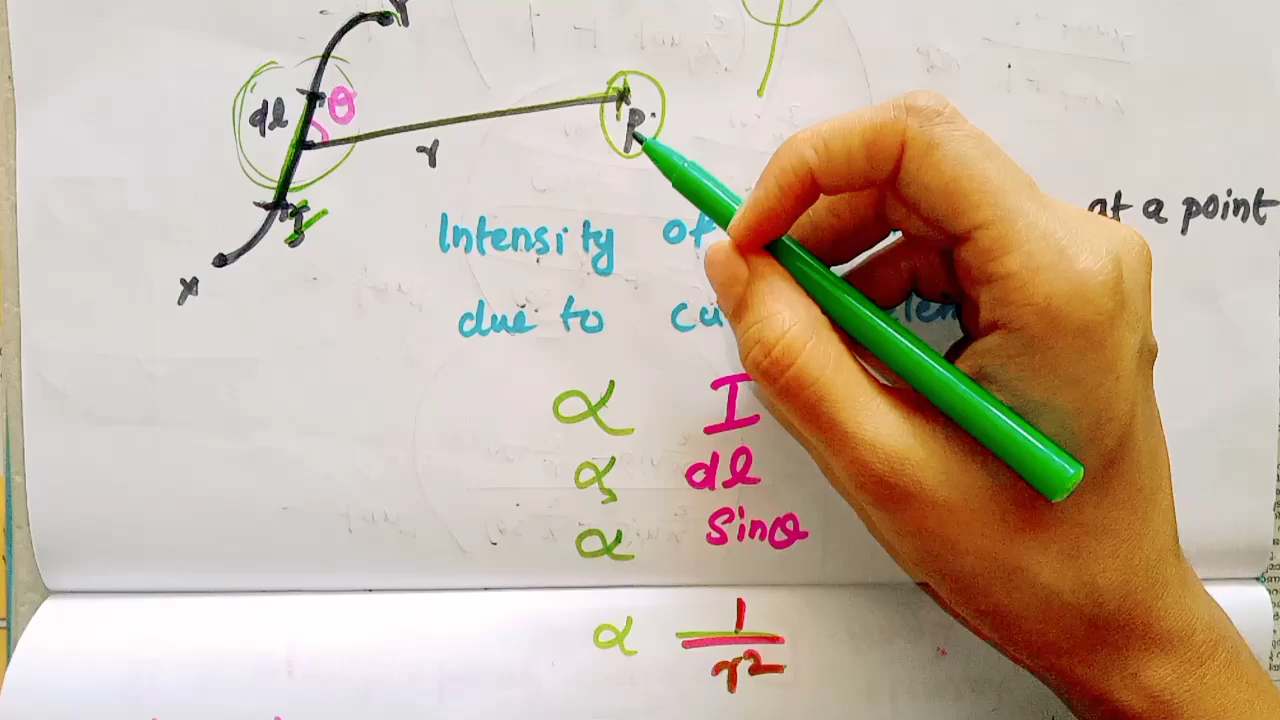 Y
dl θ
P.
r
I
x
Intensity of at a point
due to
α I
α dl
α sinθ
α 1/r²